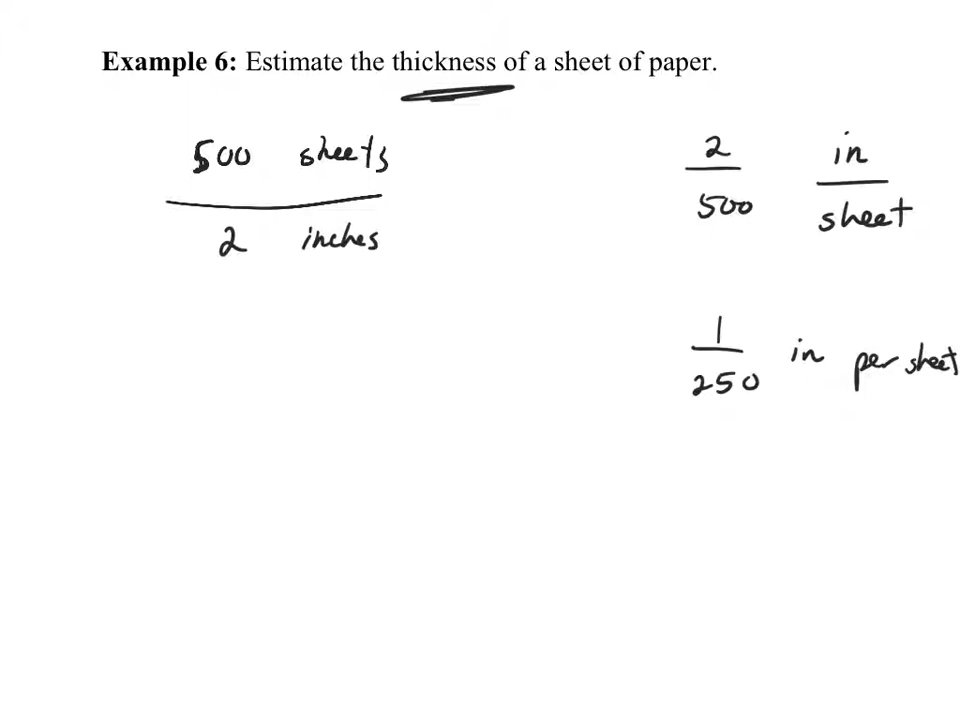 Example 6: Estimate the thickness of a sheet of paper.
500 sheets
2 inches
2 in
500 sheet
1
250 in per sheet